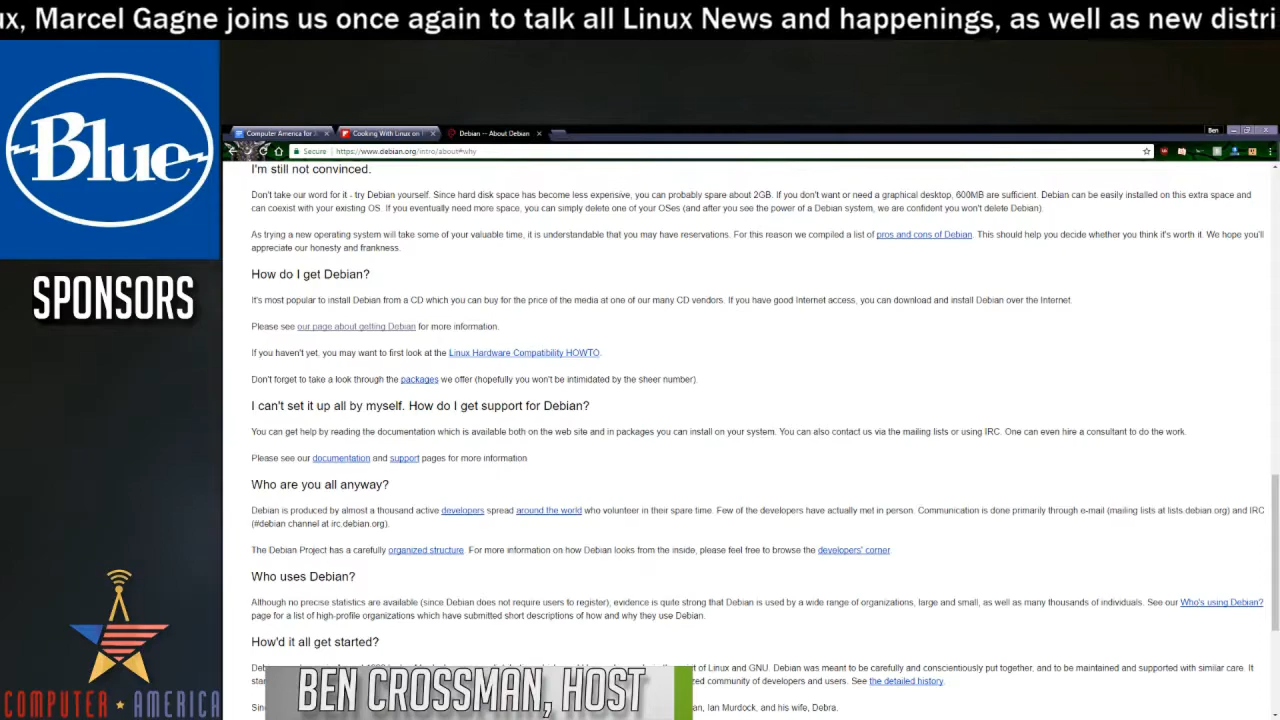 ux, Marcel Gagne joins us once again to talk all Linux News and happenings, as well as new distri
Blue
SPONSORS
COMPUTER AMERICA
Computer America for J
Cooking With Linux on
Debian -- About Debian
Ben
Secure
https://www.debian.org/intro/about#why
I'm still not convinced.
Don't take our word for it - try Debian yourself. Since hard disk space has become less expensive, you can probably spare about 2GB. If you don't want or need a graphical desktop, 600MB are sufficient. Debian can be easily installed on this extra space and
can coexist with your existing OS. If you eventually need more space, you can simply delete one of your OSes (and after you see the power of a Debian system, we are confident you won't delete Debian).
As trying a new operating system will take some of your valuable time, it is understandable that you may have reservations. For this reason we compiled a list of pros and cons of Debian. This should help you decide whether you think it's worth it. We hope you'll
appreciate our honesty and frankness.
How do I get Debian?
It's most popular to install Debian from a CD which you can buy for the price of the media at one of our many CD vendors. If you have good Internet access, you can download and install Debian over the Internet.
Please see our page about getting Debian for more information.
If you haven't yet, you may want to first look at the Linux Hardware Compatibility HOWTO.
Don't forget to take a look through the packages we offer (hopefully you won't be intimidated by the sheer number).
I can't set it up all by myself. How do I get support for Debian?
You can get help by reading the documentation which is available both on the web site and in packages you can install on your system. You can also contact us via the mailing lists or using IRC. One can even hire a consultant to do the work.
Please see our documentation and support pages for more information
Who are you all anyway?
Debian is produced by almost a thousand active developers spread around the world who volunteer in their spare time. Few of the developers have actually met in person. Communication is done primarily through e-mail (mailing lists at lists.debian.org) and IRC
(#debian channel at irc.debian.org).
The Debian Project has a carefully organized structure. For more information on how Debian looks from the inside, please feel free to browse the developers' corner
Who uses Debian?
Although no precise statistics are available (since Debian does not require users to register), evidence is quite strong that Debian is used by a wide range of organizations, large and small, as well as many thousands of individuals. See our Who's using Debian?
page for a list of high-profile organizations which have submitted short descriptions of how and why they use Debian.
How'd it all get started?
of Linux and GNU. Debian was meant to be carefully and conscientiously put together, and to be maintained and supported with similar care. It
community of developers and users. See the detailed history.
Ian Murdock, and his wife, Debra.
BEN CROSSMAN, HOST